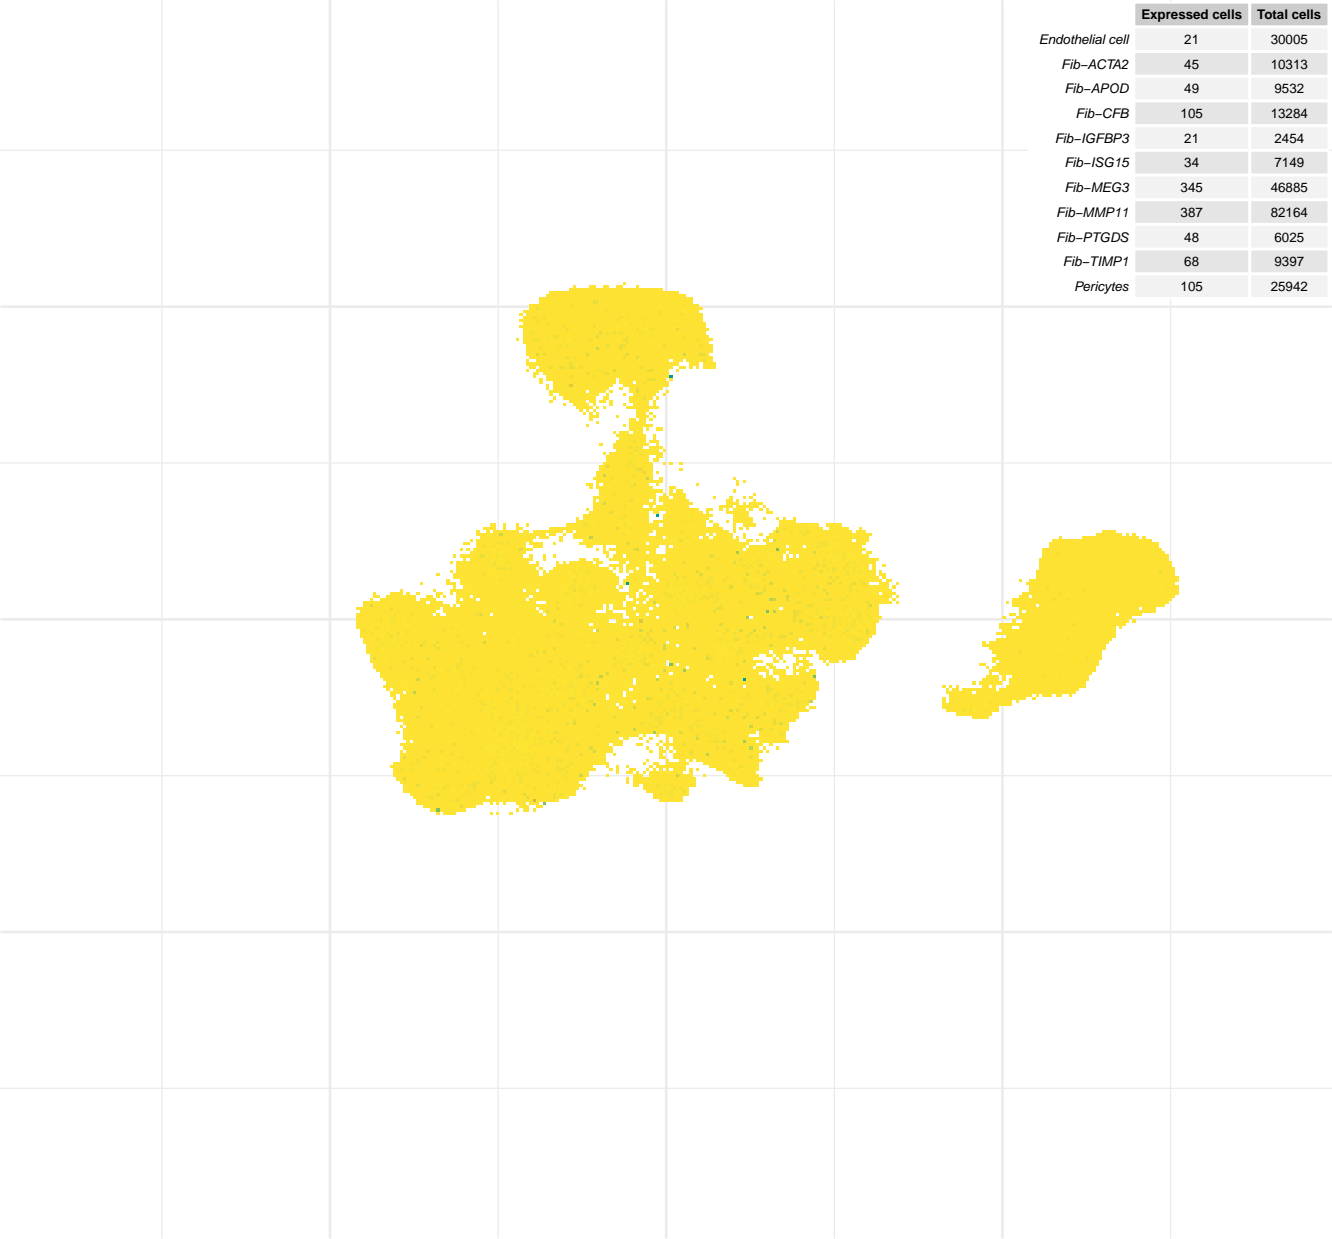 Expressed cells Total cells
Endothelial cell 21 30005
Fib−ACTA2 45 10313
Fib−APOD 49 9532
Fib−CFB 105 13284
Fib−IGFBP3 21 2454
Fib−ISG15 34 7149
Fib−MEG3 345 46885
Fib−MMP11 387 82164
Fib−PTGDS 48 6025
Fib−TIMP1 68 9397
Pericytes 105 25942